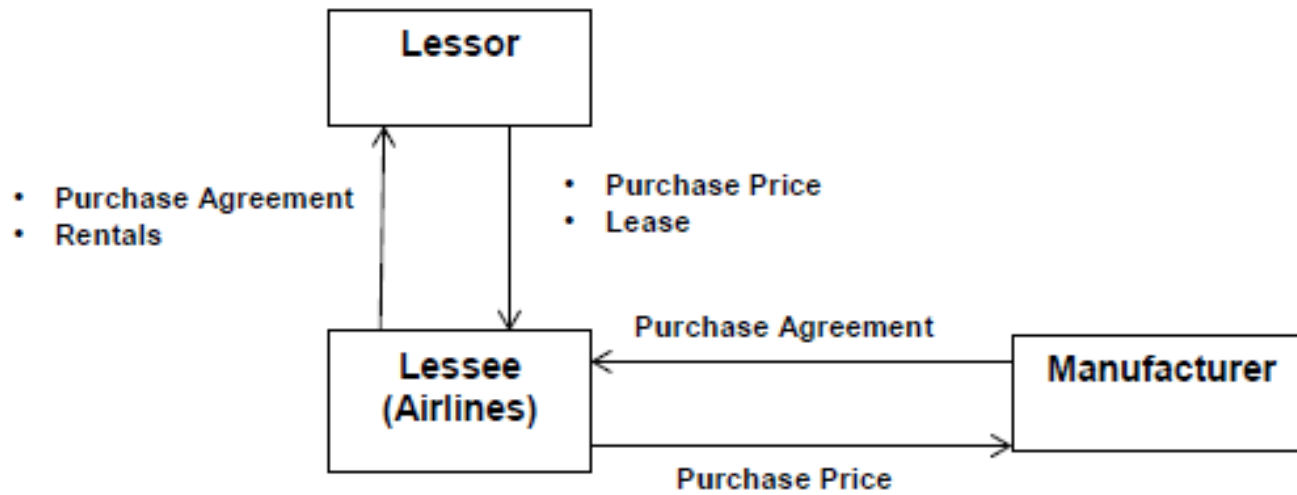 Lessor
• Purchase Agreement
• Rentals
• Purchase Price
• Lease
Purchase Agreement
Lessee
(Airlines)
Manufacturer
Purchase Price